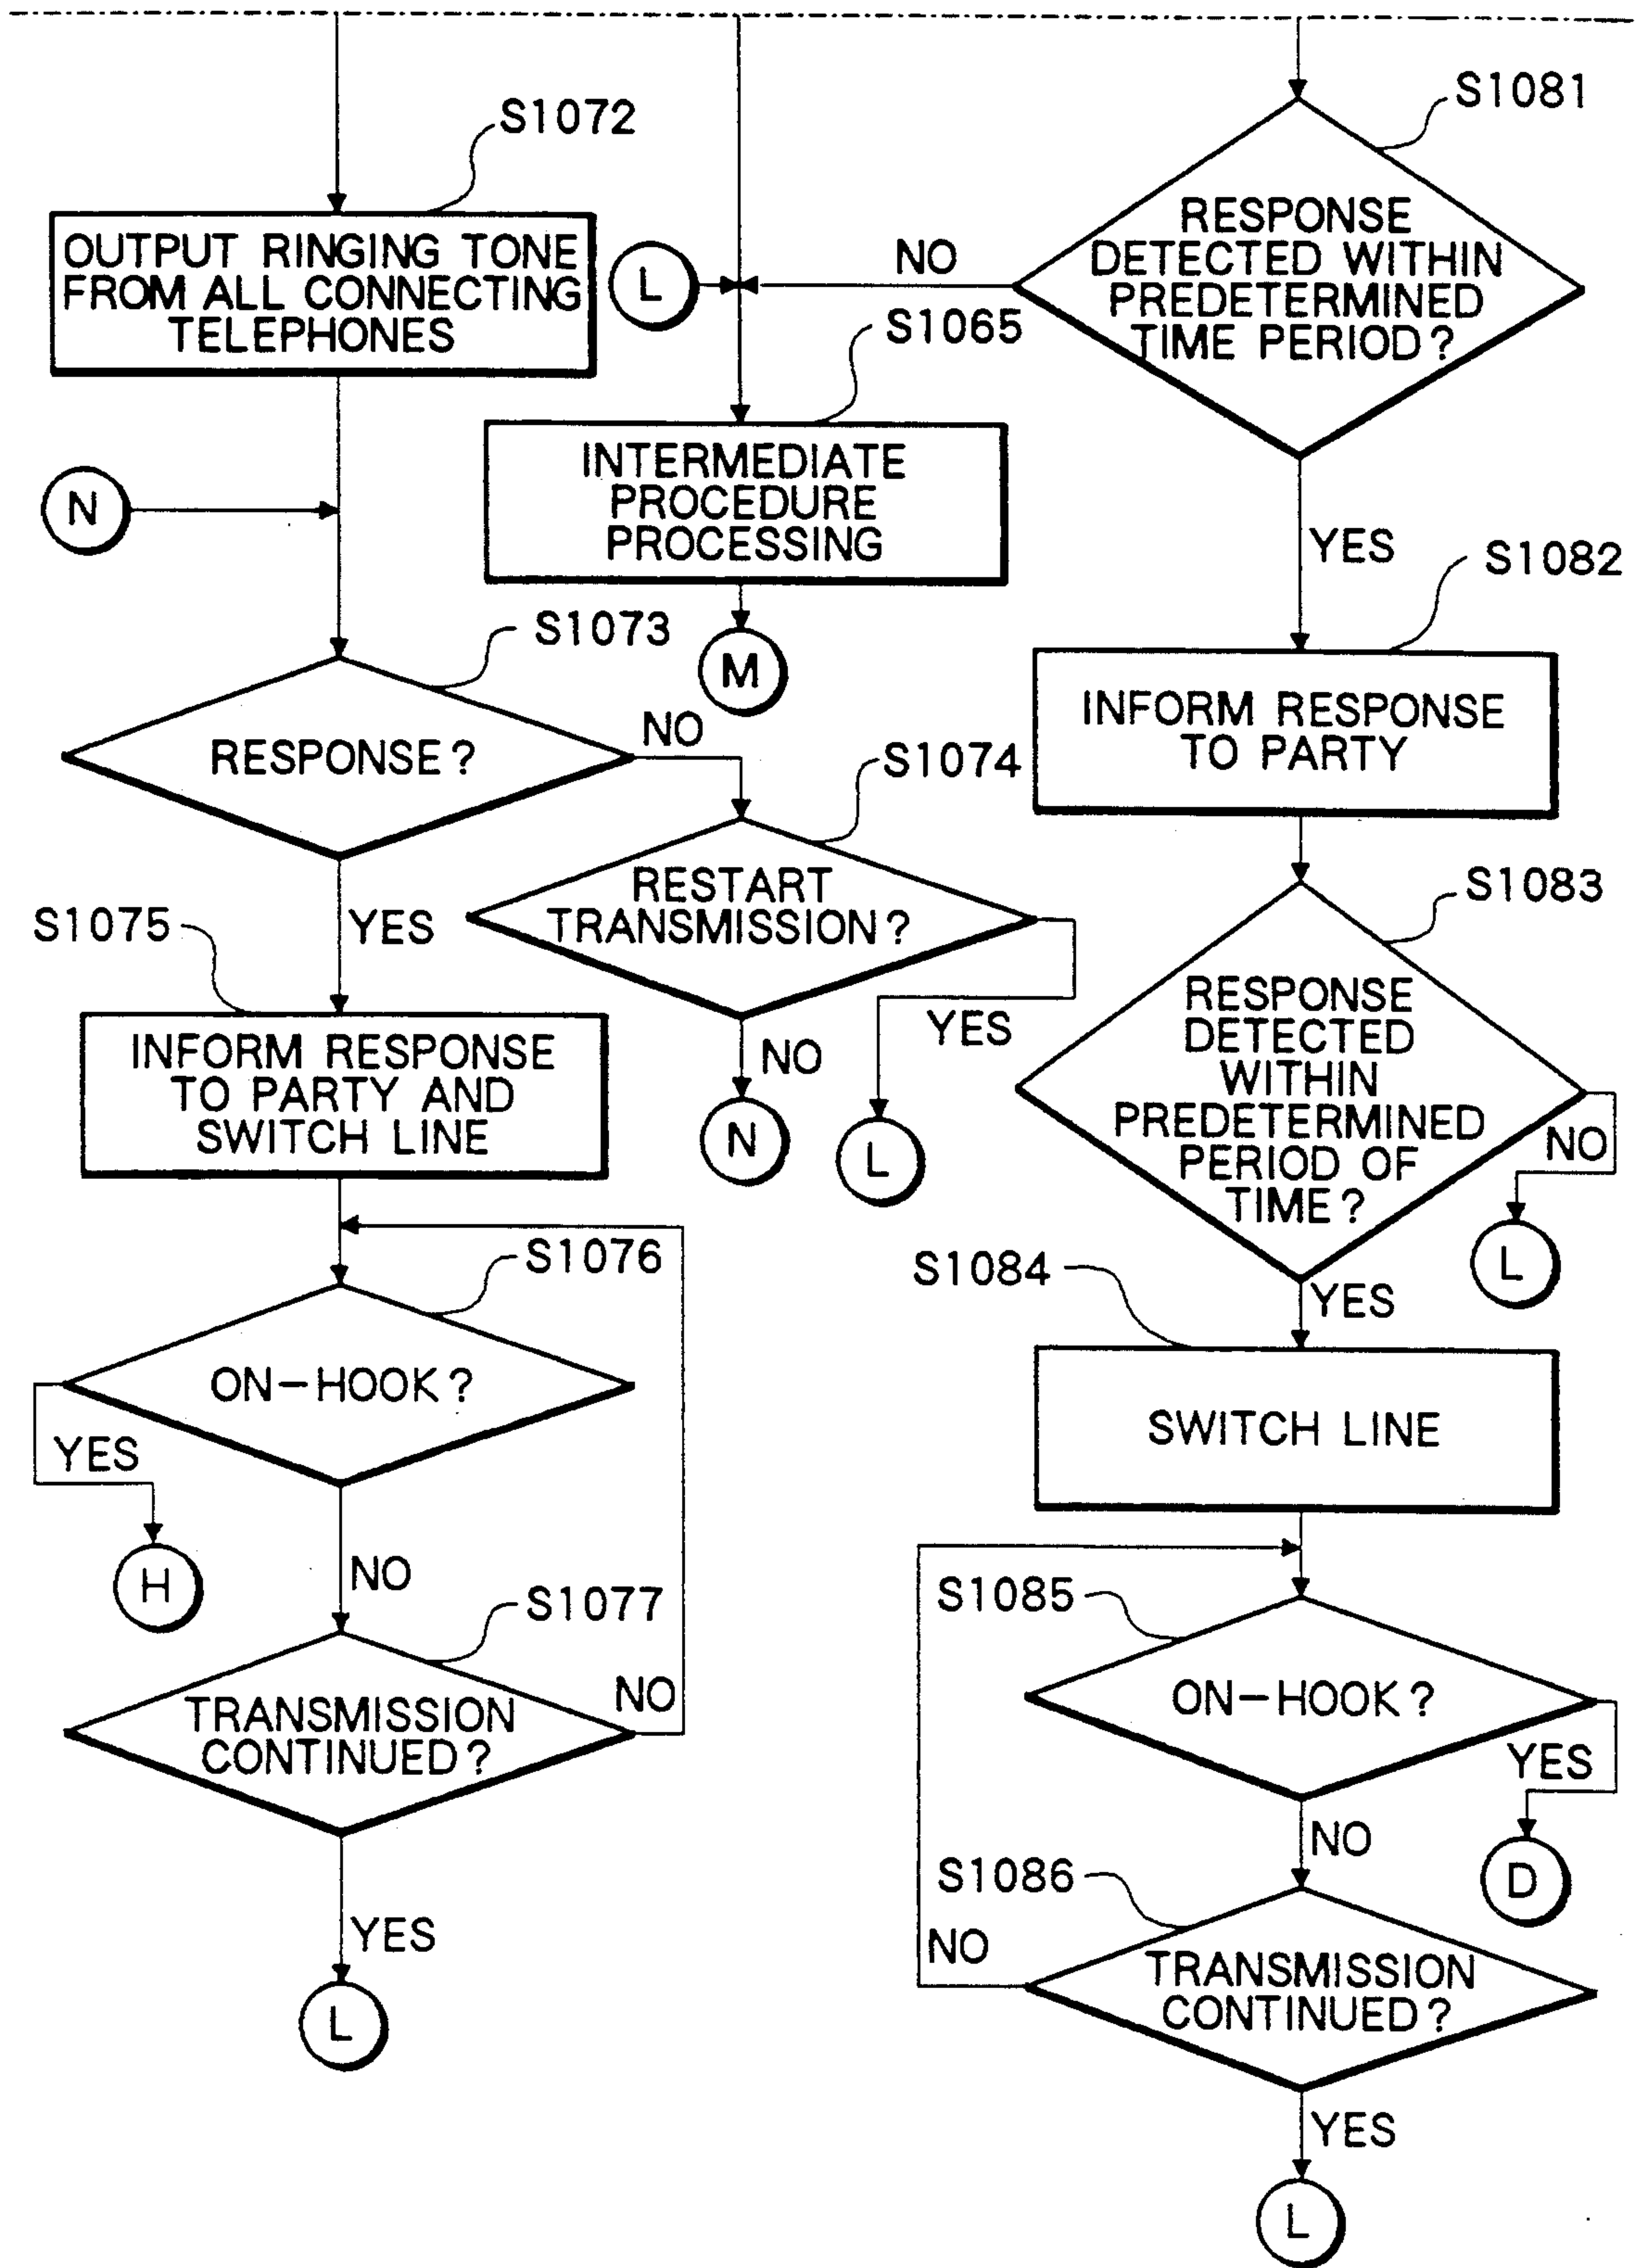 S1072
OUTPUT RINGING TONE
FROM ALL CONNECTING
TELEPHONES
N
S1073
RESPONSE?
NO
YES
S1074
RESTART
TRANSMISSION?
NO
N
YES
L
S1075
INFORM RESPONSE
TO PARTY AND
SWITCH LINE
S1076
ON-HOOK?
YES
H
NO
S1077
TRANSMISSION
CONTINUED?
NO
YES
L
L
S1065
INTERMEDIATE
PROCEDURE
PROCESSING
M
S1081
RESPONSE
DETECTED WITHIN
PREDETERMINED
TIME PERIOD?
NO
YES
S1082
INFORM RESPONSE
TO PARTY
S1083
RESPONSE
DETECTED
WITHIN
PREDETERMINED
PERIOD OF
TIME?
NO
L
YES
S1084
SWITCH LINE
S1085
ON-HOOK?
YES
D
NO
S1086
TRANSMISSION
CONTINUED?
NO
YES
L